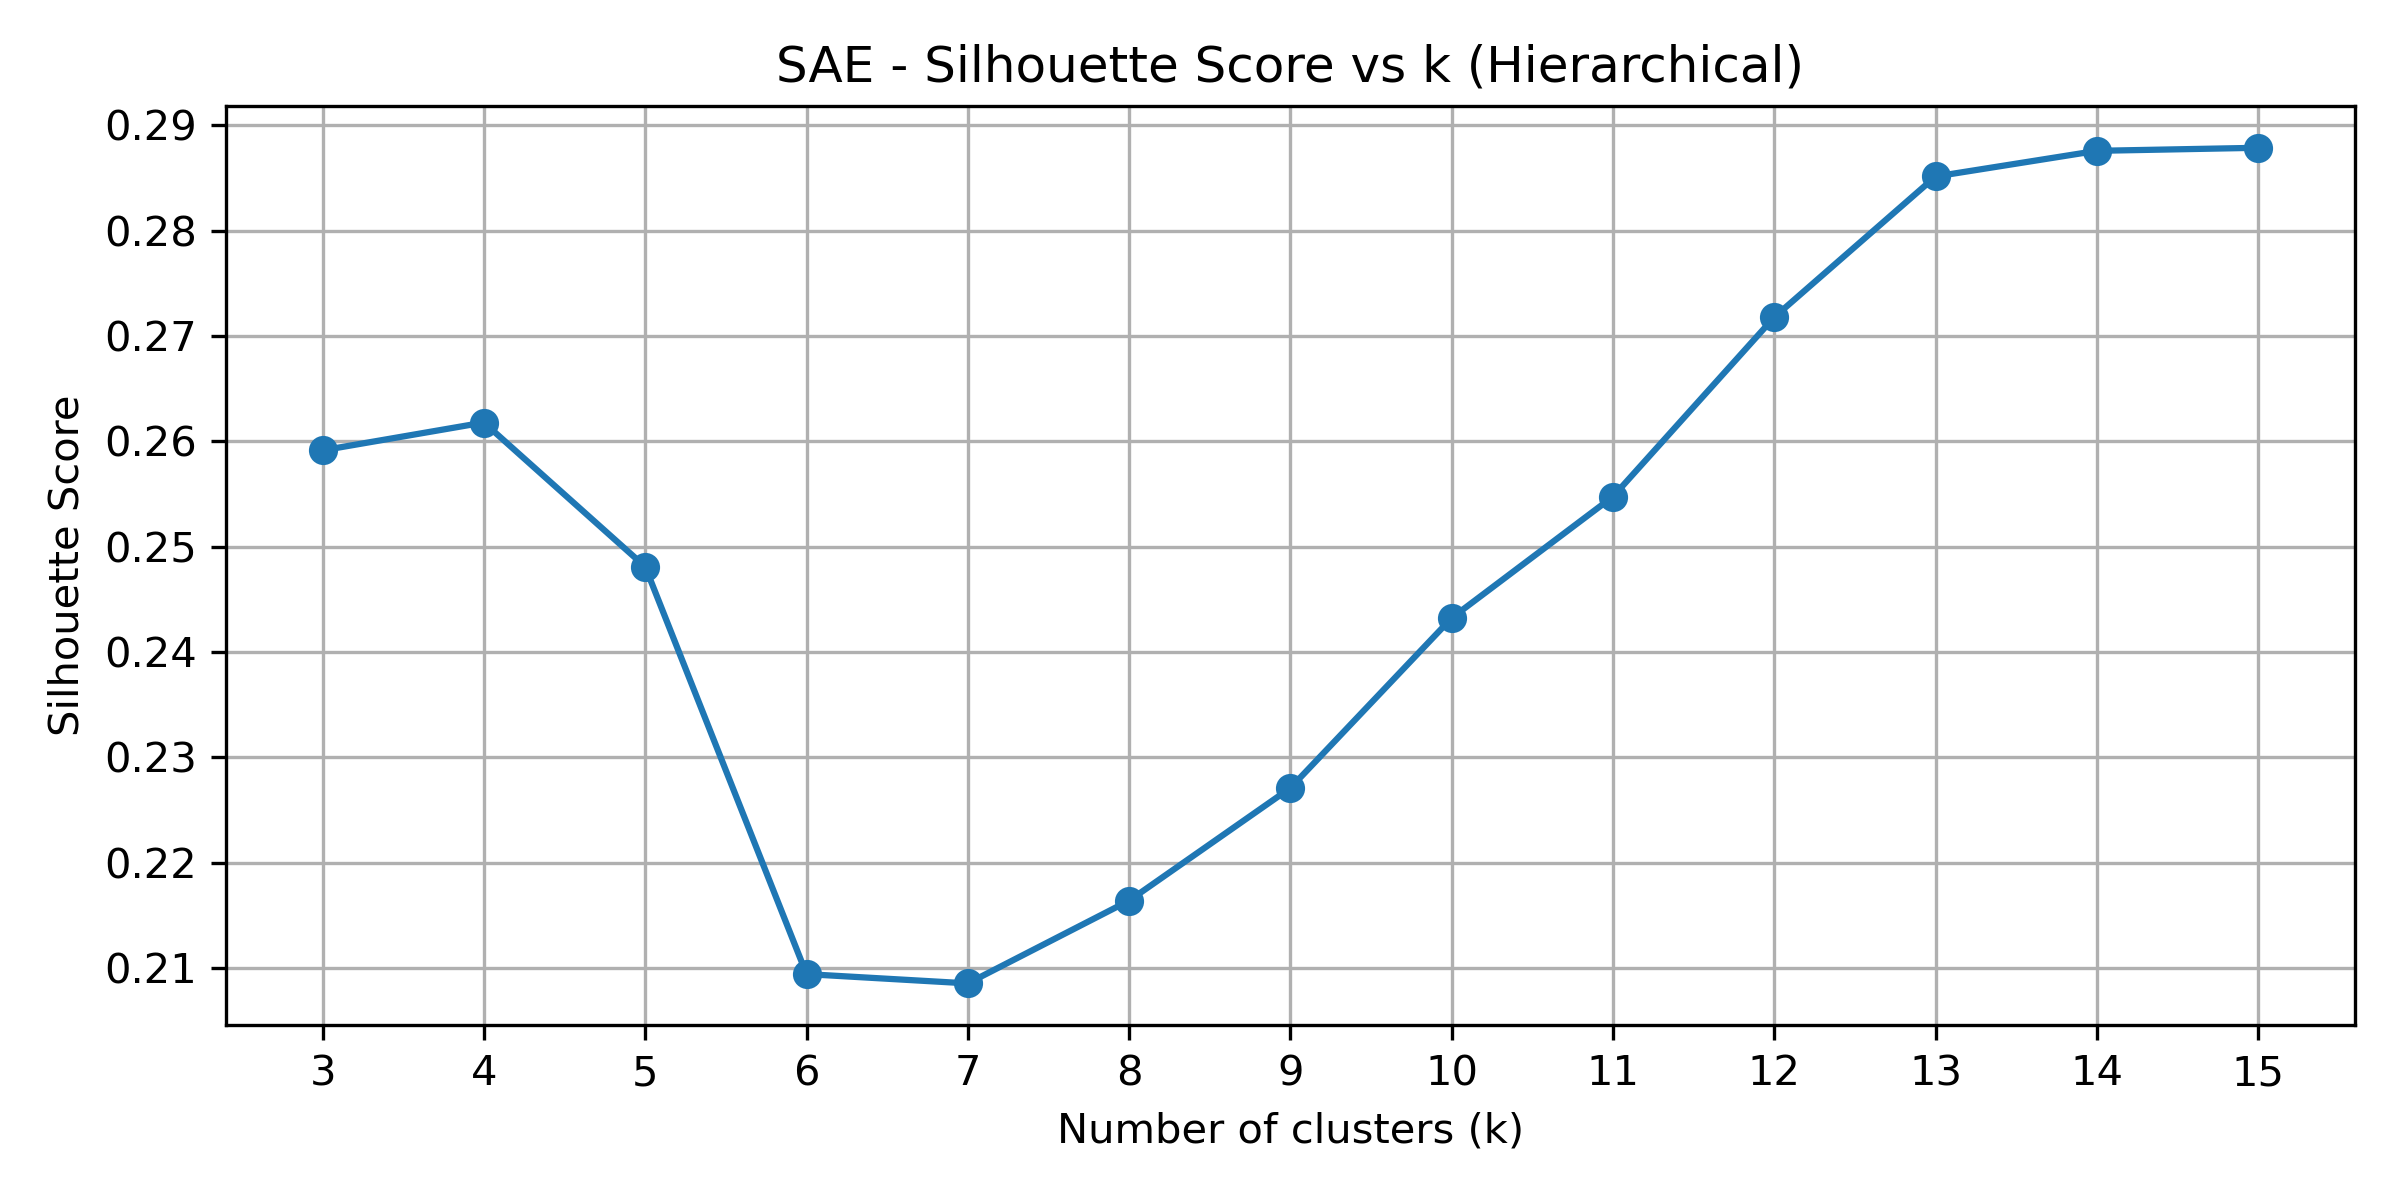 SAE - Silhouette Score vs k (Hierarchical)
0.29
0.28
0.27
0.26
0.25
0.24
0.23
0.22
0.21
Silhouette Score
3 4 5 6 7 8 9 10 11 12 13 14 15
Number of clusters (k)